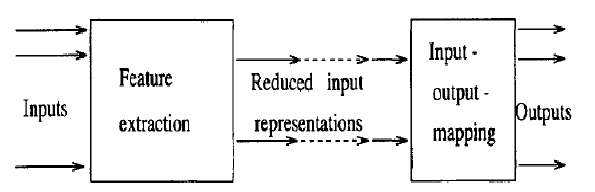 Inputs
Feature
extraction
Reduced input
representations
Input -
output -
mapping
Outputs